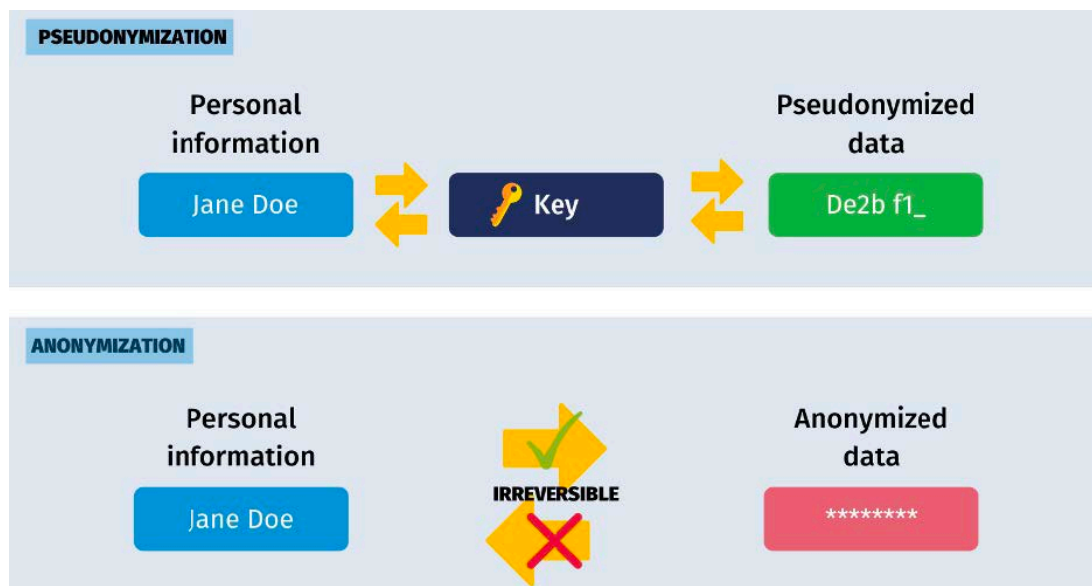 PSEUDONYMIZATION
Personal
information
Pseudonymized
data
Jane Doe
Key
De2b f1_
ANONYMIZATION
Personal
information
Anonymized
data
IRREVERSIBLE
Jane Doe
********